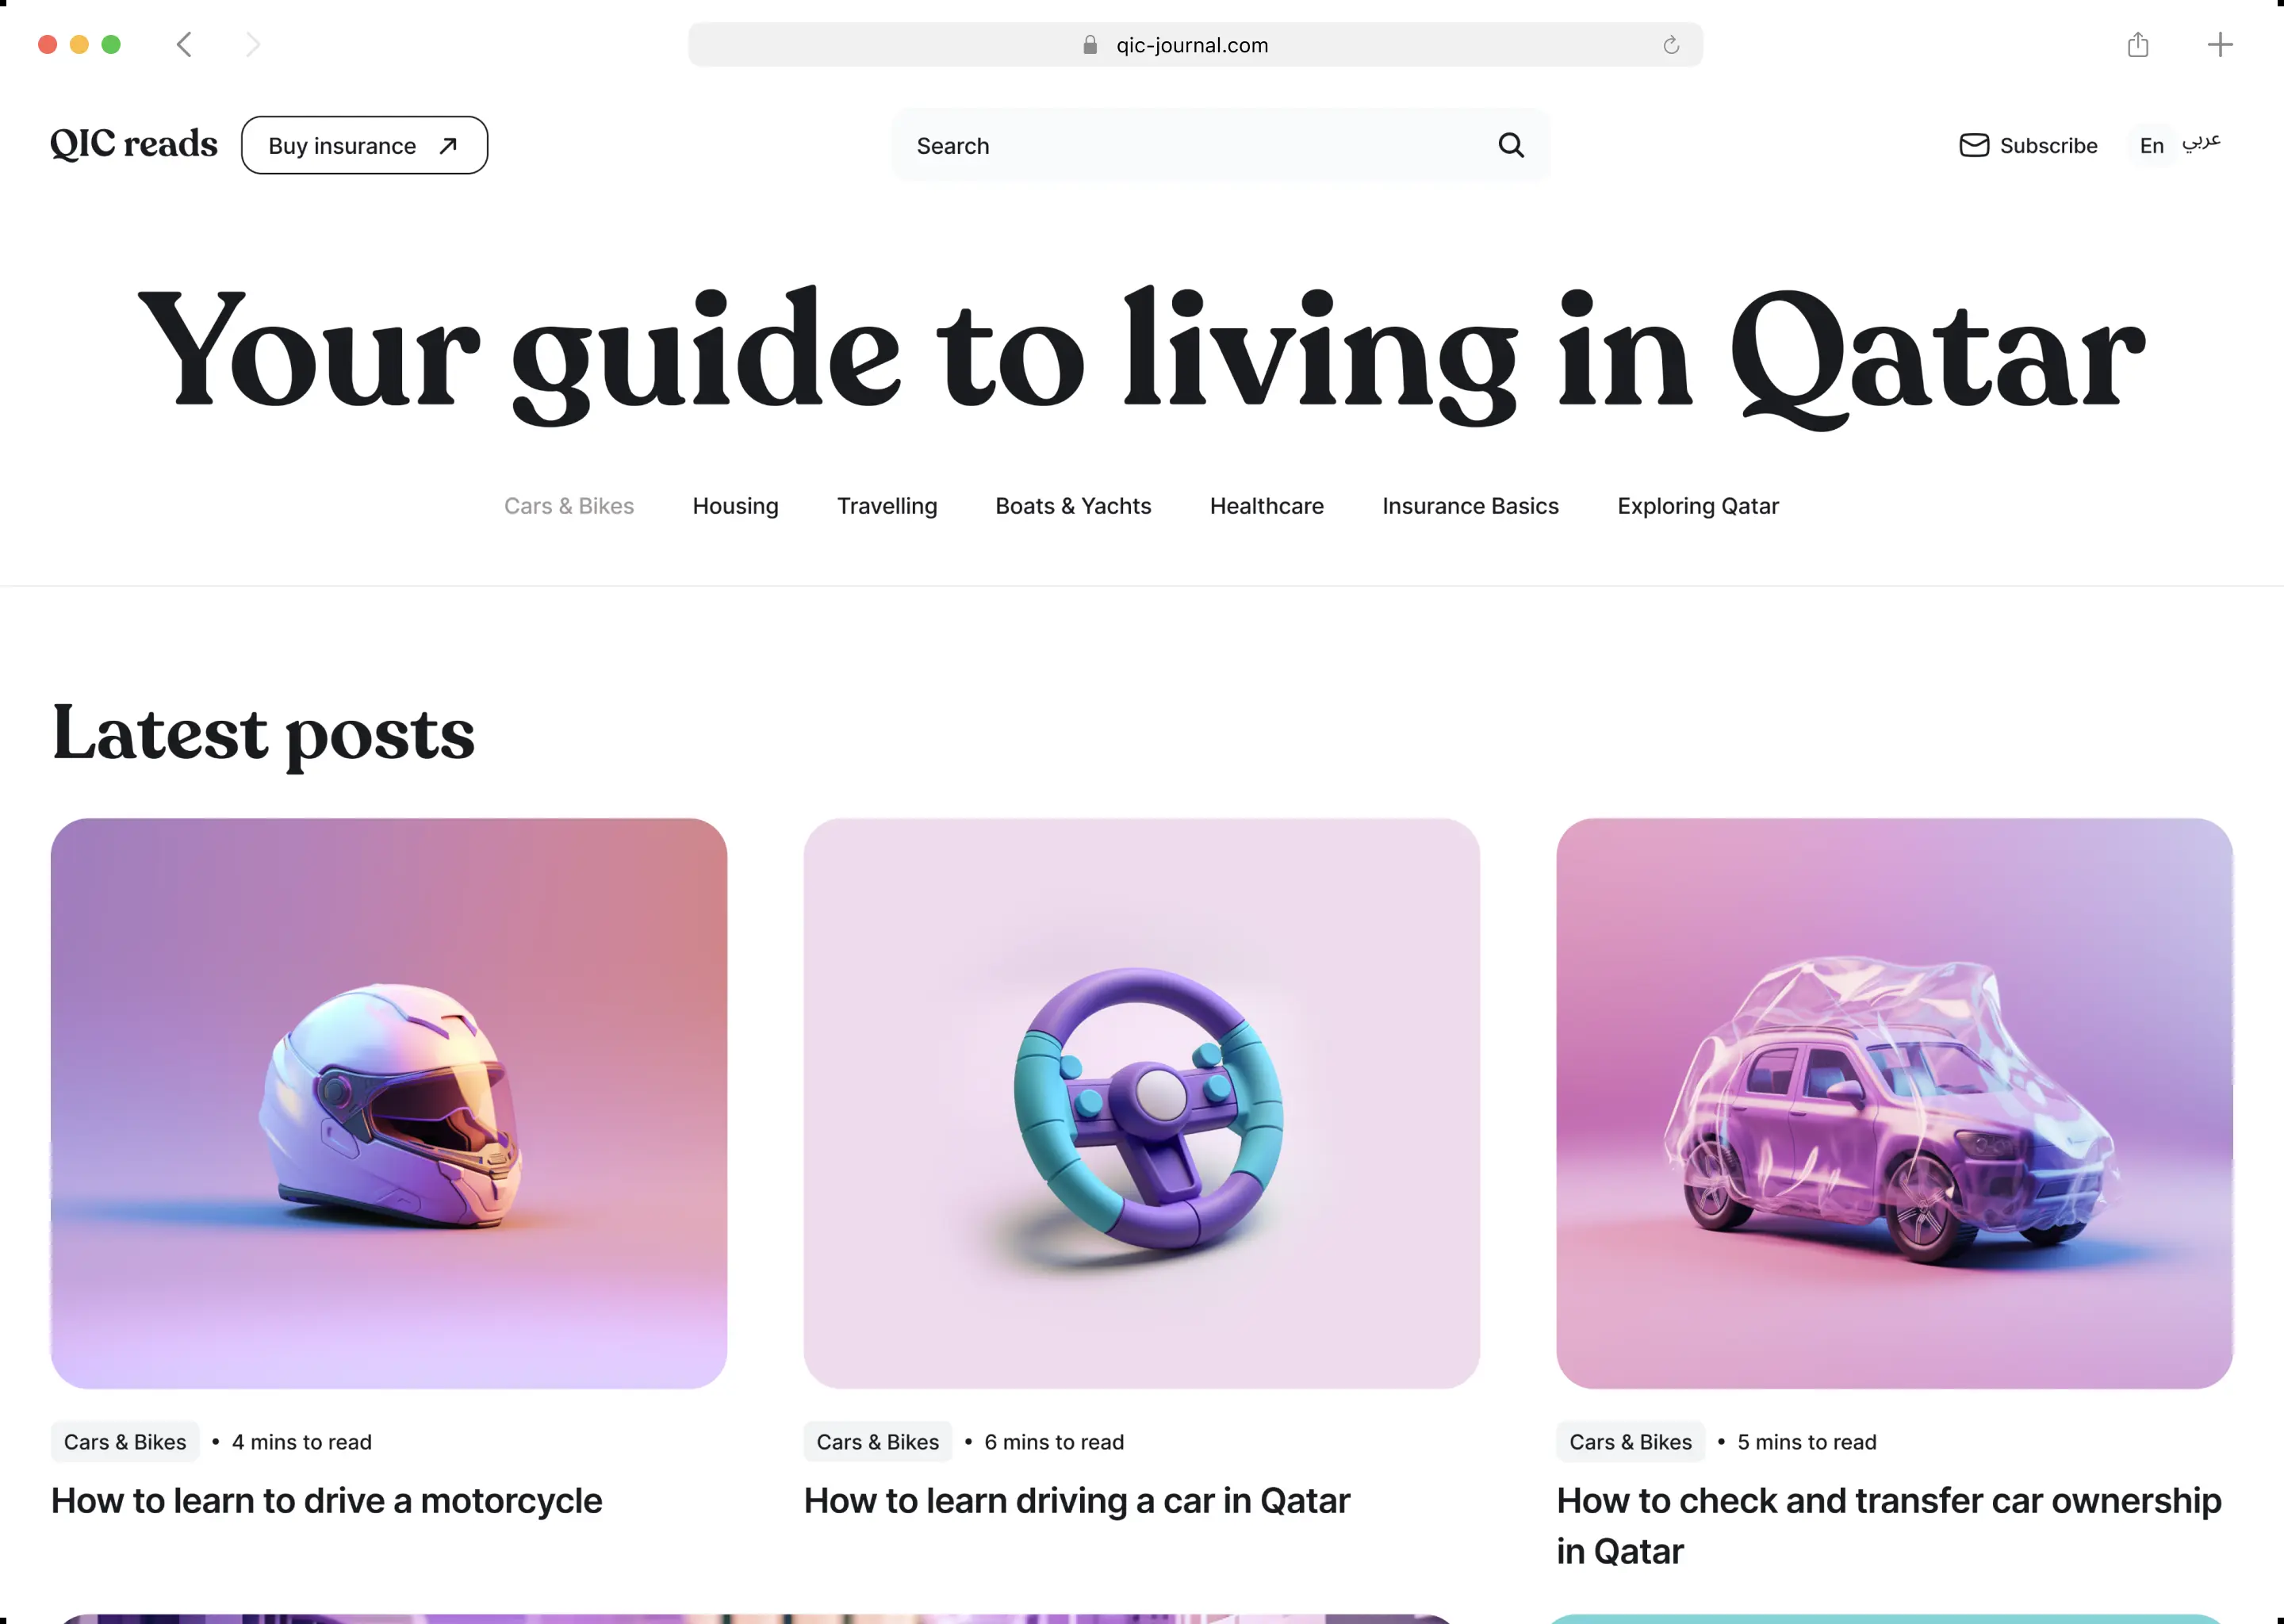 qic-journal.com
QIC reads
Buy insurance
Search
Subscribe
En
عربي
Your guide to living in Qatar
Cars & Bikes
Housing
Travelling
Boats & Yachts
Healthcare
Insurance Basics
Exploring Qatar
Latest posts
Cars & Bikes • 4 mins to read
How to learn to drive a motorcycle
Cars & Bikes • 6 mins to read
How to learn driving a car in Qatar
Cars & Bikes • 5 mins to read
How to check and transfer car ownership
in Qatar